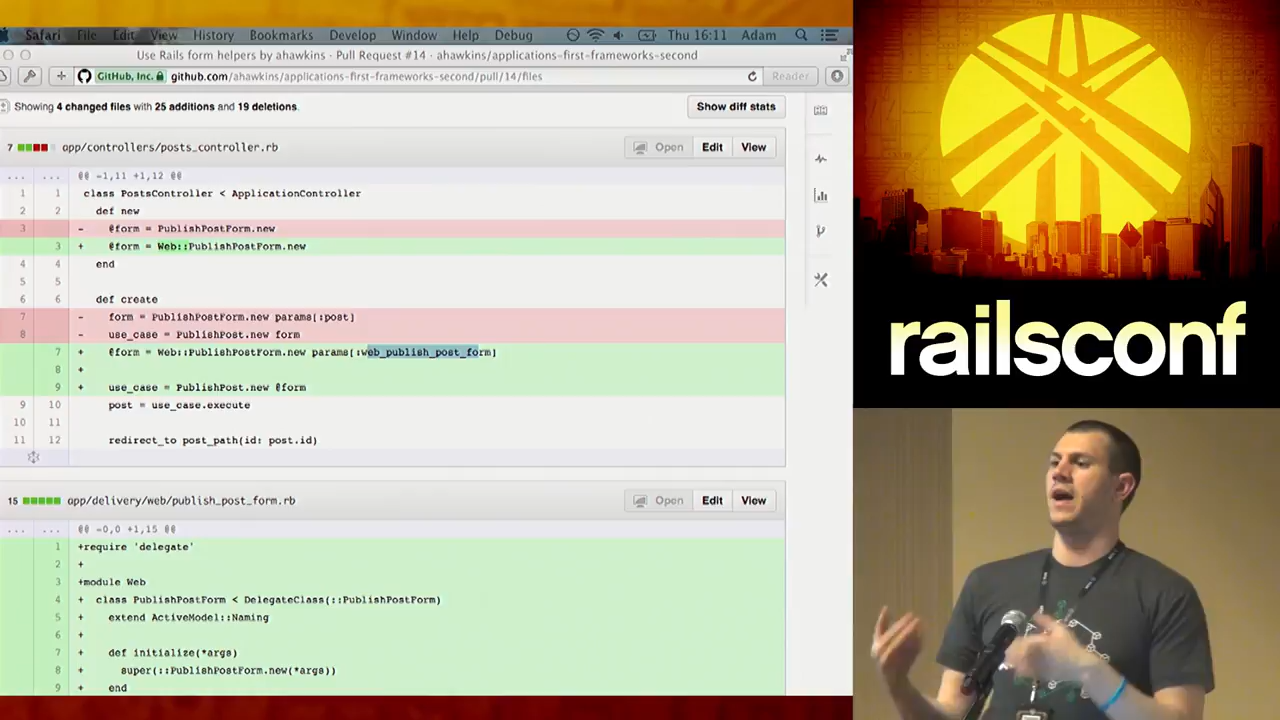 Safari File Edit View History Bookmarks Develop Window Help Debug Thu 16:11 Adam
Use Rails form helpers by ahawkins · Pull Request #14 · ahawkins/applications-first-frameworks-second
GitHub, Inc. github.com/ahawkins/applications-first-frameworks-second/pull/14/files Reader
Showing 4 changed files with 25 additions and 19 deletions. Show diff stats
7 app/controllers/posts_controller.rb Open Edit View
... ... @@ -1,11 +1,12 @@
1 1 class PostsController < ApplicationController
2 2 def new
3 - @form = PublishPostForm.new
3 + @form = Web::PublishPostForm.new
4 4 end
5 5
6 6 def create
7 - form = PublishPostForm.new params[:post]
8 - use_case = PublishPost.new form
7 + @form = Web::PublishPostForm.new params[:web_publish_post_form]
8 +
9 + use_case = PublishPost.new @form
9 10 post = use_case.execute
10 11
11 12 redirect_to post_path(id: post.id)
15 app/delivery/web/publish_post_form.rb Open Edit View
... ... @@ -0,0 +1,15 @@
1 +require 'delegate'
2 +
3 +module Web
4 + class PublishPostForm < DelegateClass(::PublishPostForm)
5 + extend ActiveModel::Naming
6 +
7 + def initialize(*args)
8 + super(::PublishPostForm.new(*args))
9 + end
railsconf